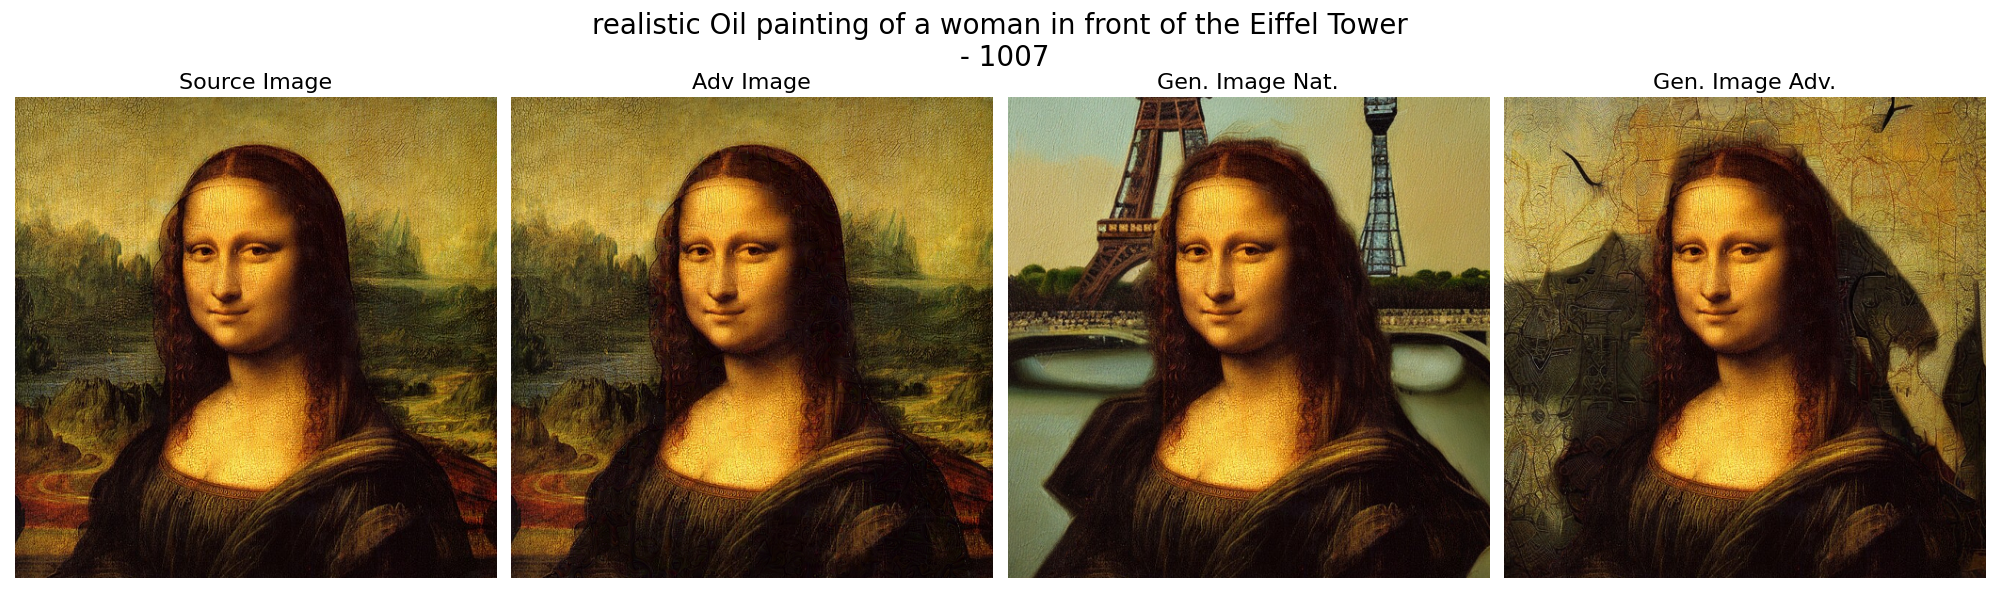 realistic Oil painting of a woman in front of the Eiffel Tower
- 1007
Source Image
Adv Image
Gen. Image Nat.
Gen. Image Adv.